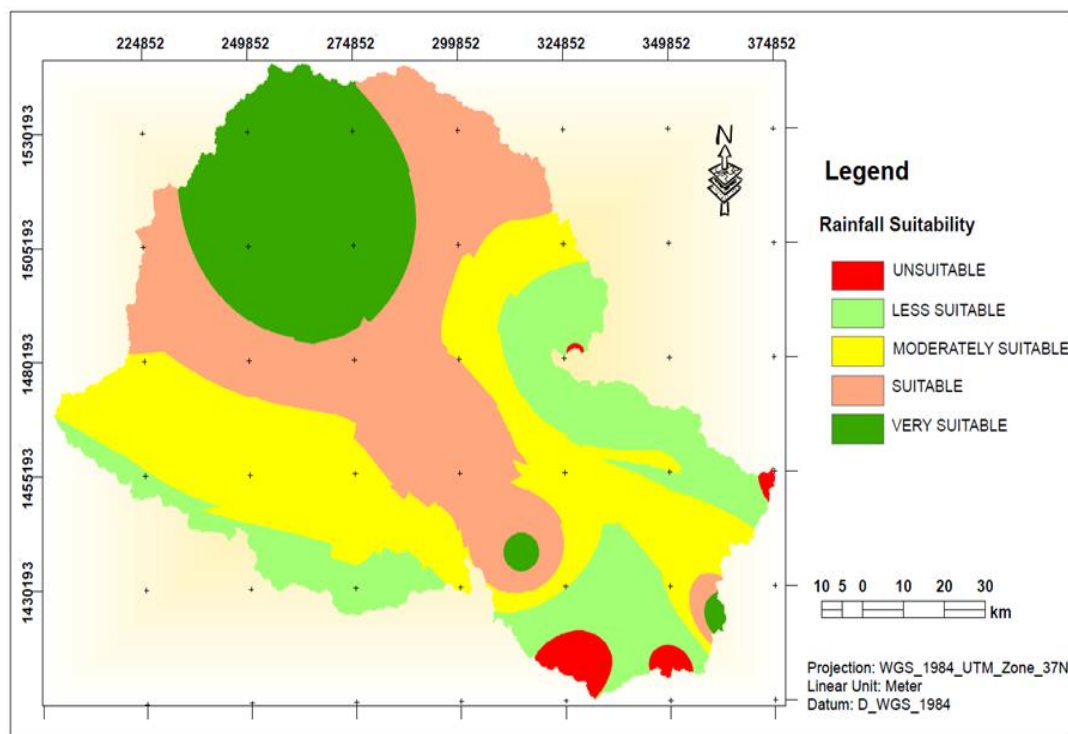 224852 249852 274852 299852 324852 349852 374852
1530193
1505193
1480193
1455193
1430193
N
Legend
Rainfall Suitability
UNSUITABLE
LESS SUITABLE
MODERATELY SUITABLE
SUITABLE
VERY SUITABLE
10 5 0 10 20 30
km
Projection: WGS_1984_UTM_Zone_37N
Linear Unit: Meter
Datum: D_WGS_1984